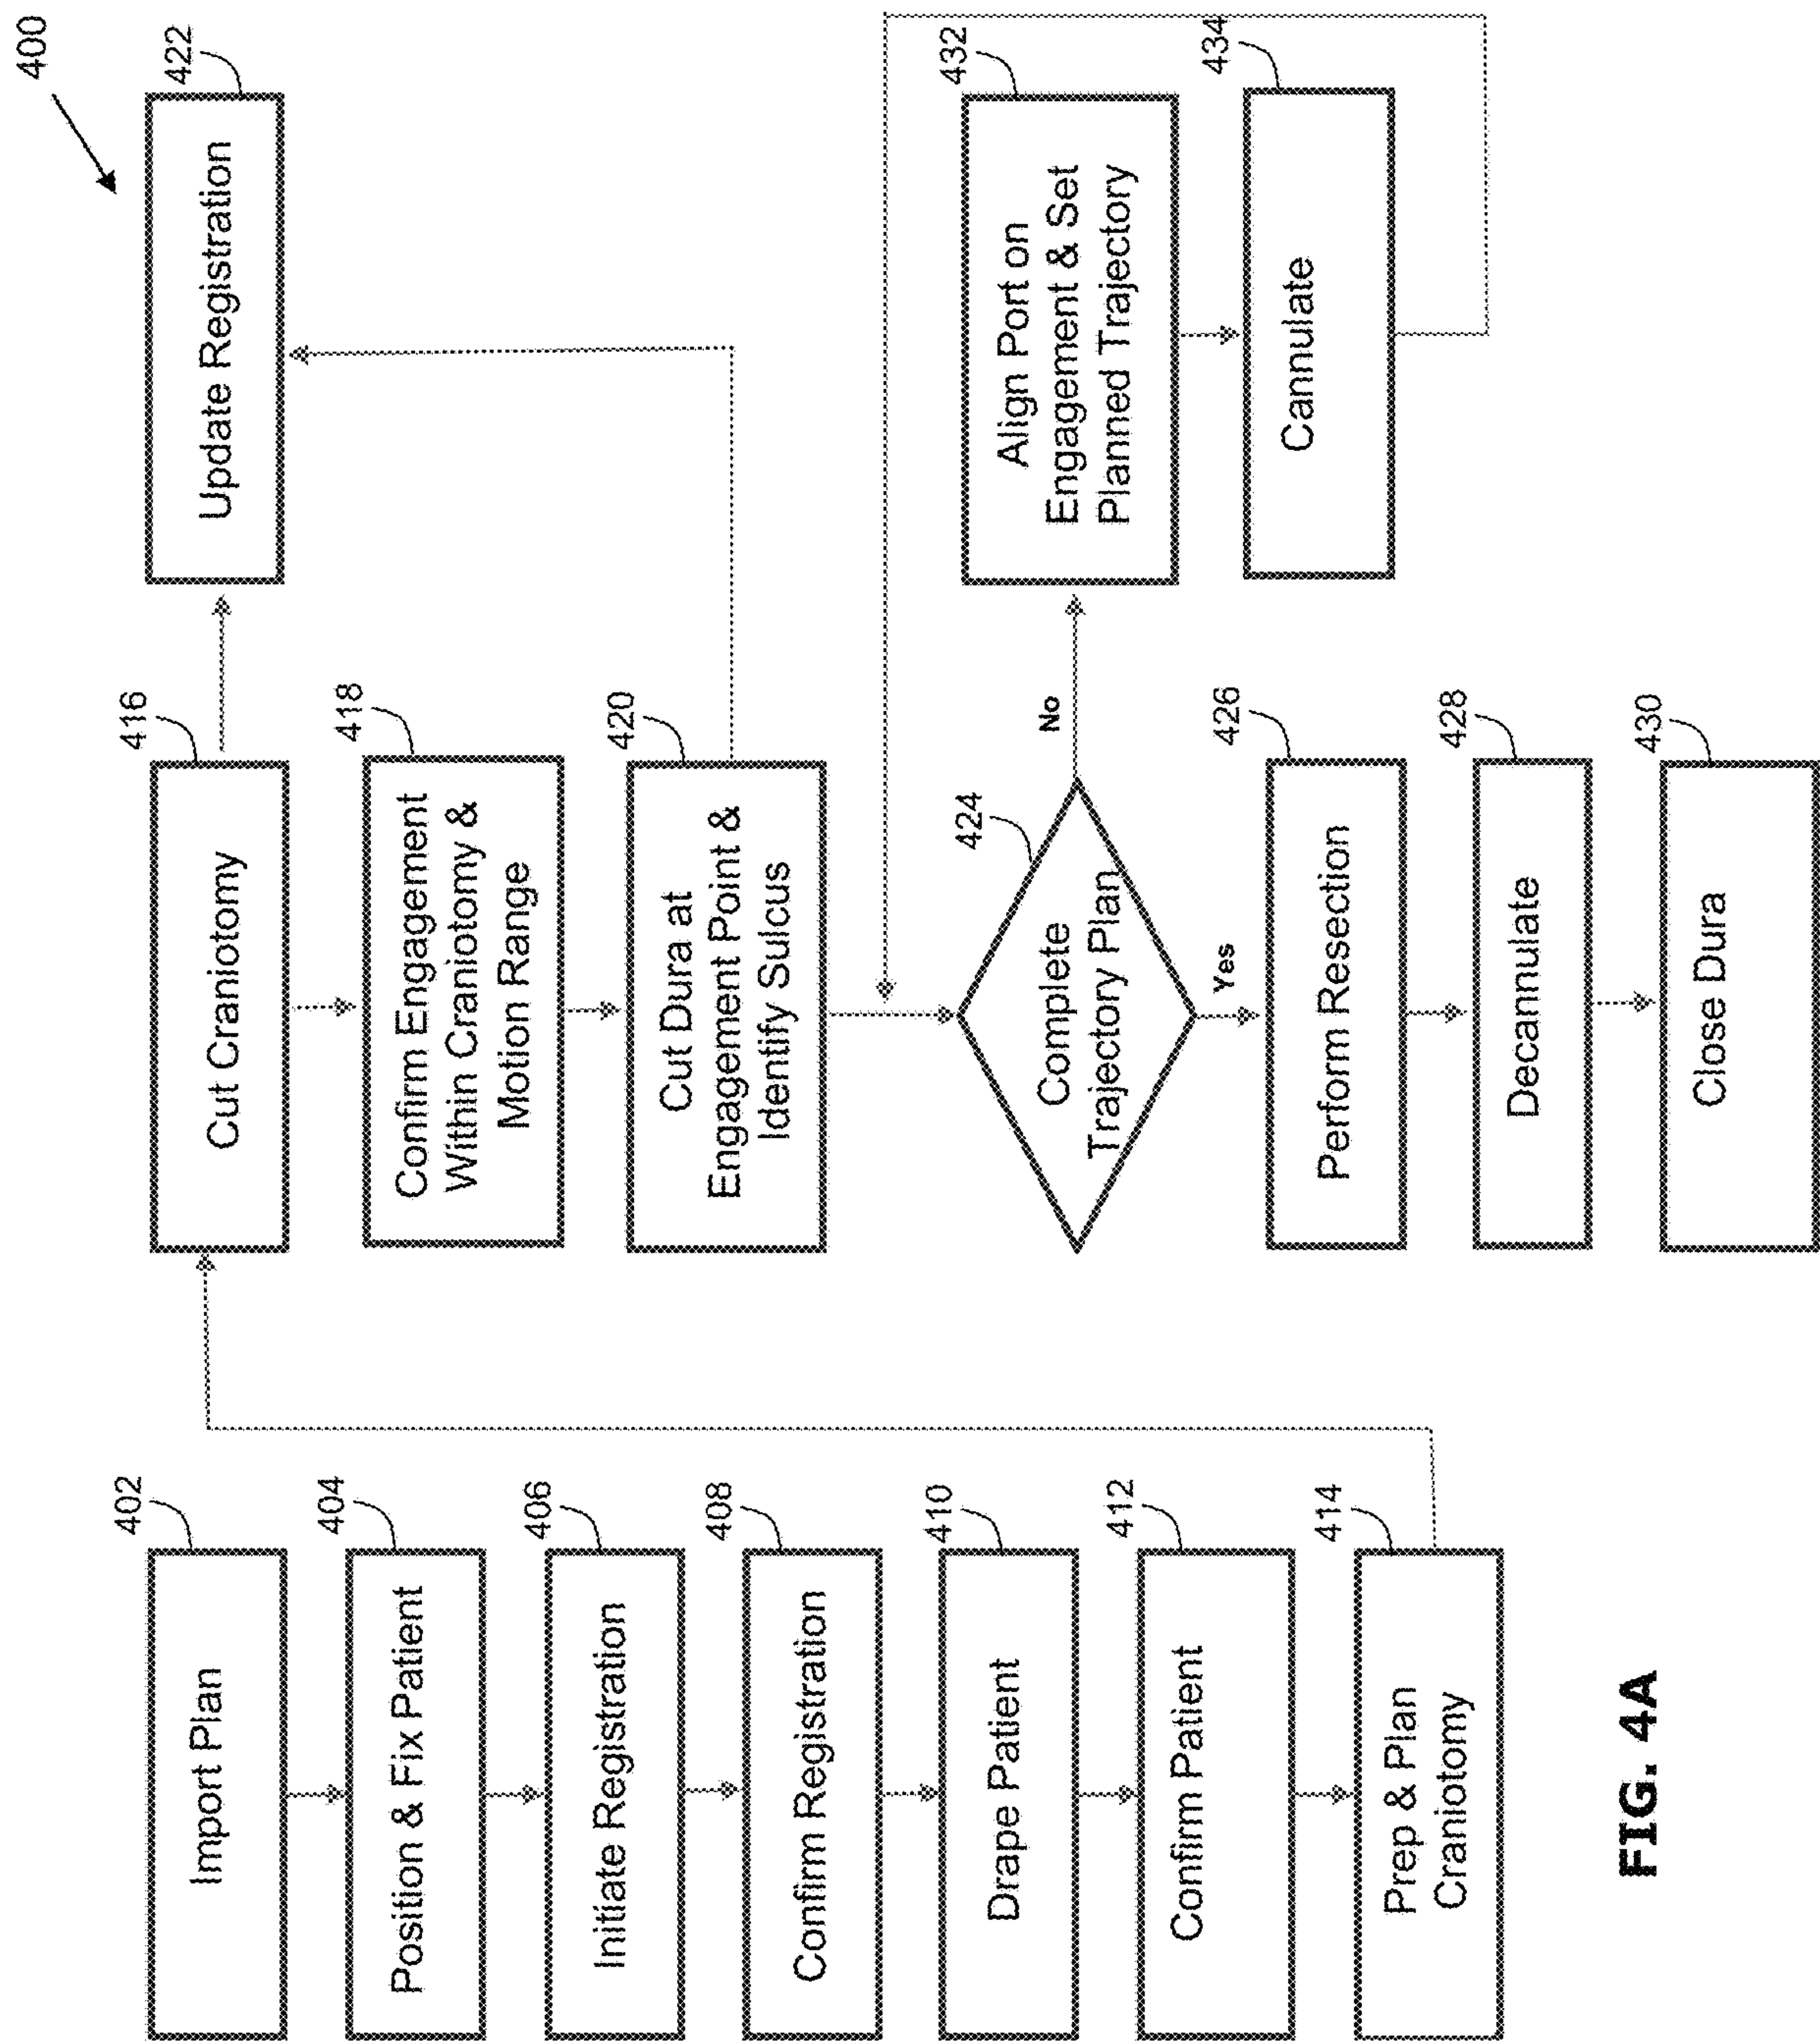 400
402
Import Plan
404
Position & Fix Patient
406
Initiate Registration
408
Confirm Registration
410
Drape Patient
412
Confirm Patient
414
Prep & Plan
Craniotomy
416
Cut Craniotomy
418
Confirm Engagement
Within Craniotomy &
Motion Range
420
Cut Dura at
Engagement Point &
Identify Sulcus
422
Update Registration
424
Complete
Trajectory Plan
No
Yes
426
Perform Resection
428
Decannulate
430
Close Dura
432
Align Port on
Engagement & Set
Planned Trajectory
434
Cannulate
FIG. 4A